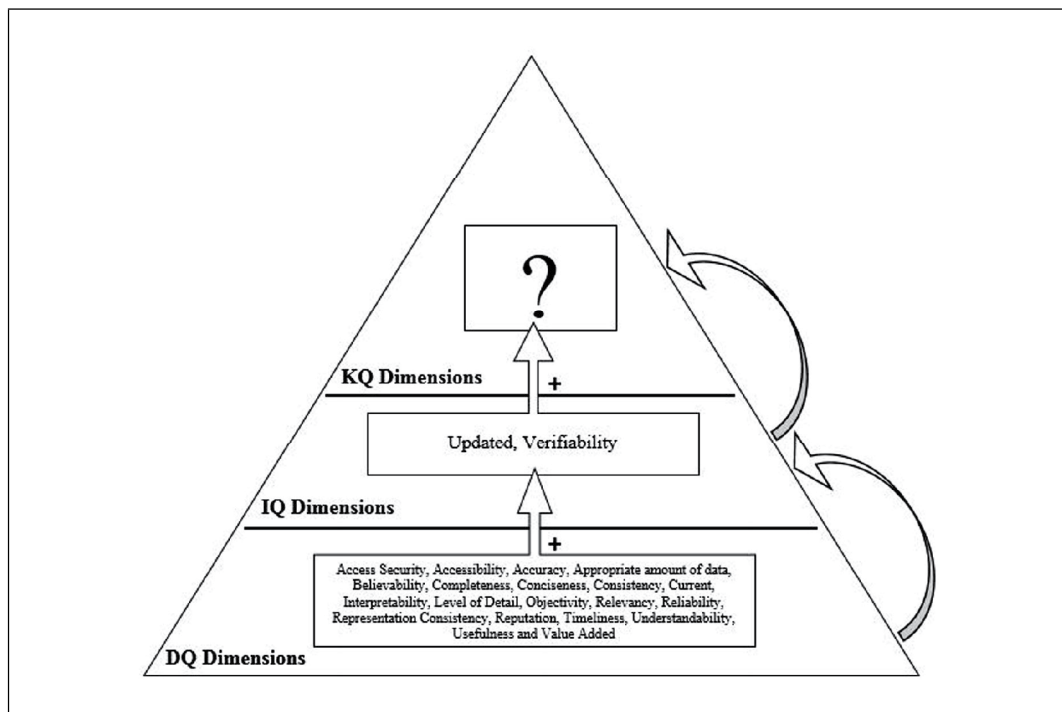 ?
KQ Dimensions
+
Updated, Verifiability
IQ Dimensions
+
Access Security, Accessibility, Accuracy, Appropriate amount of data,
Believability, Completeness, Conciseness, Consistency, Current,
Interpretability, Level of Detail, Objectivity, Relevancy, Reliability,
Representation Consistency, Reputation, Timeliness, Understandability,
Usefulness and Value Added
DQ Dimensions